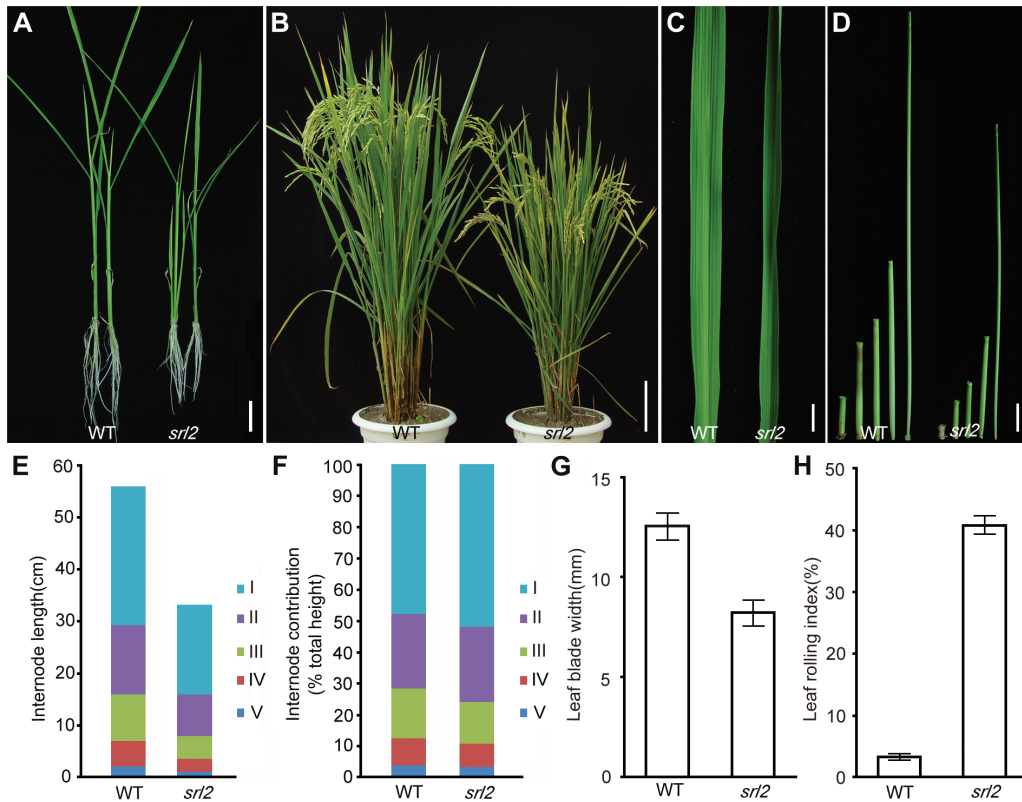 A
B
C
D
WT srl2
WT srl2
WT srl2
WT srl2
E
F
G
H
Internode length(cm)
60
50
40
30
20
10
0
WT srl2
I
II
III
IV
V
Internode contribution
(% total height)
100
90
80
70
60
50
40
30
20
10
0
WT srl2
I
II
III
IV
V
Leaf blade width(mm)
15
10
5
0
WT srl2
Leaf rolling index(%)
50
40
30
20
10
0
WT srl2